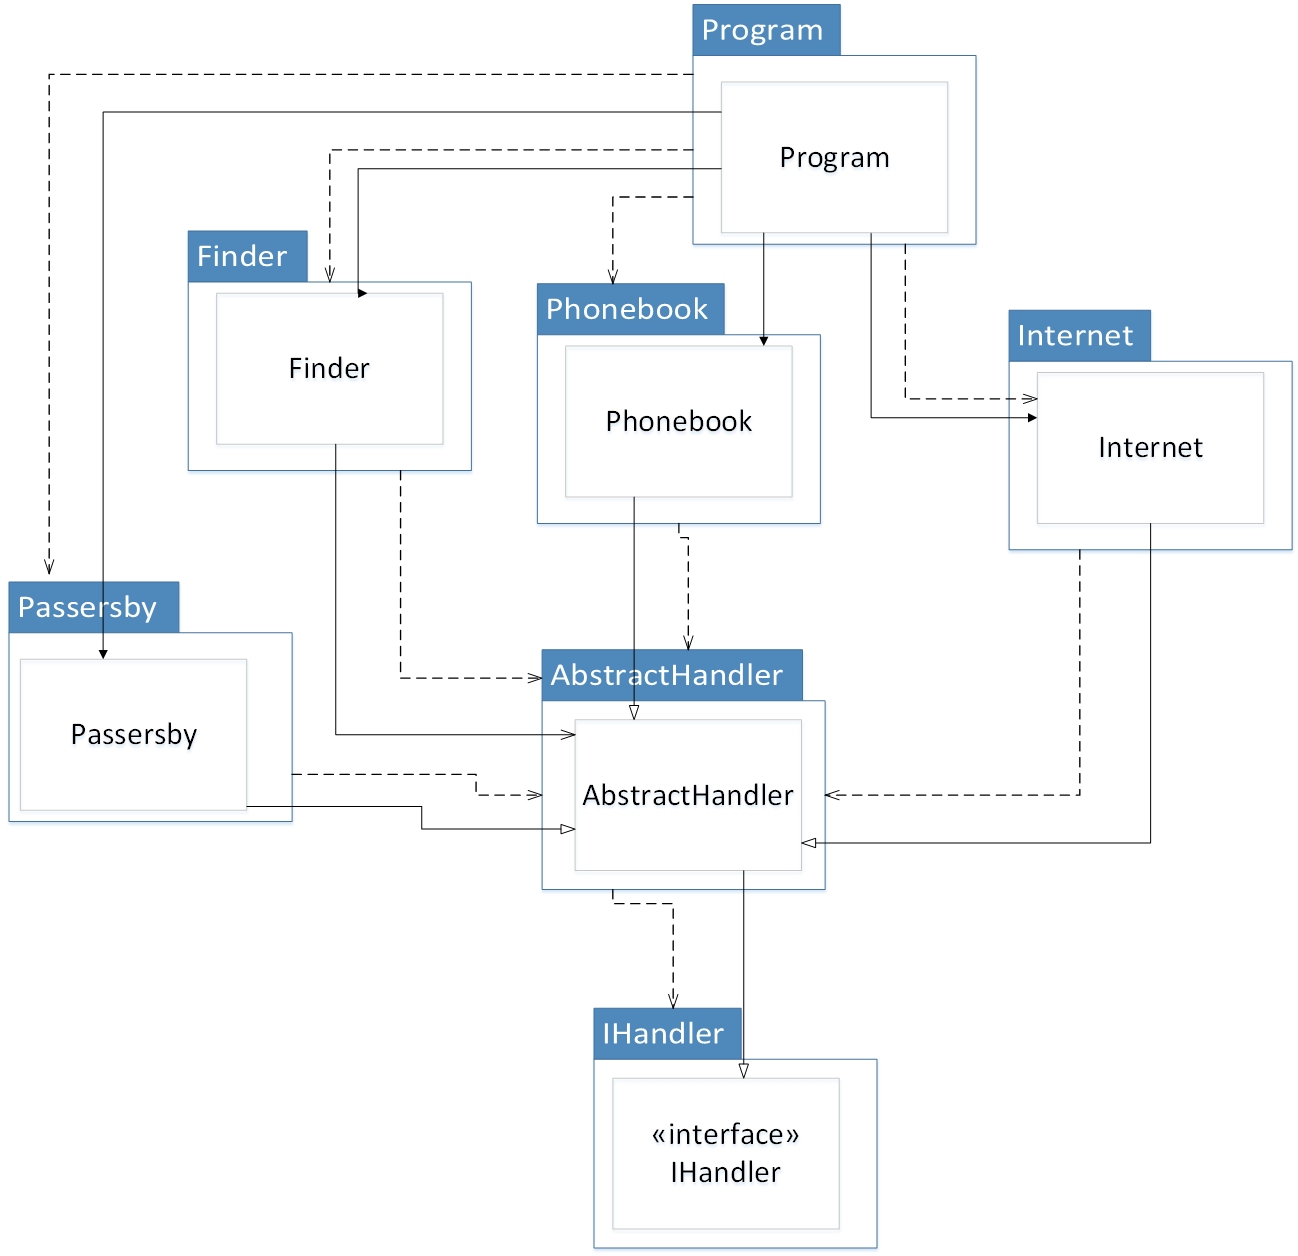 Program
Program
Finder
Finder
Phonebook
Phonebook
Internet
Internet
Passersby
Passersby
AbstractHandler
AbstractHandler
IHandler
«interface»
IHandler